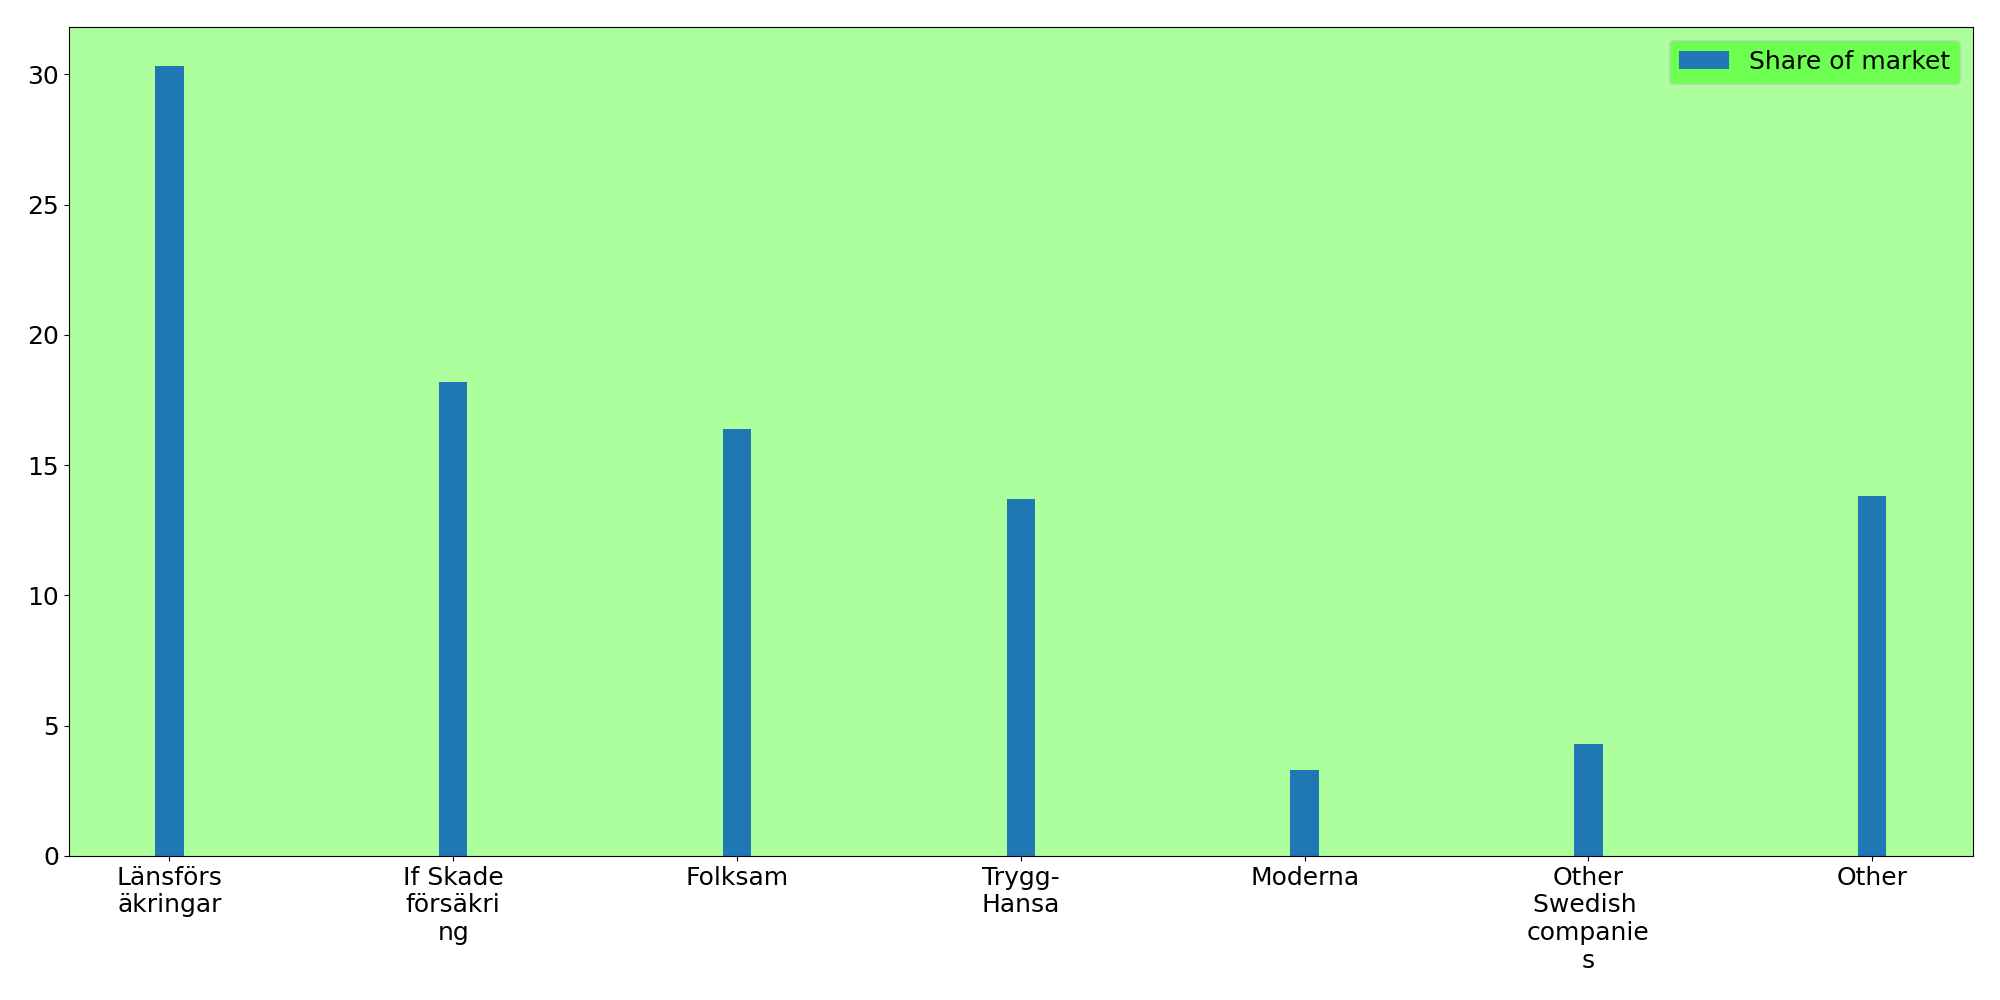 Share of market
30
25
20
15
10
5
0
Länsförs
äkringar
If Skade
försäkri
ng
Folksam
Trygg-
Hansa
Moderna
Other
Swedish
companie
s
Other